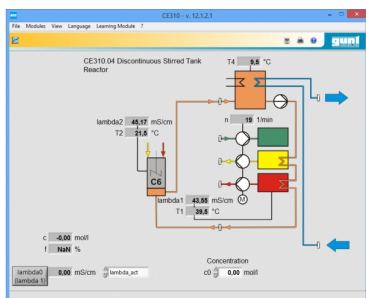 CE310 - v. 12.1.2.1
File Modules View Language Learning Module ?
gunt
CE310.04 Discontinuous Stirred Tank
Reactor
T4 9,5 °C
n 19 1/min
lambda2 45,17 mS/cm
T2 21,5 °C
C6
lambda1 43,55 mS/cm
T1 39,5 °C
M
c -0,00 mol/l
f NaN %
Concentration
lambda0
(lambda 1) 0,00 mS/cm lambda_act c0 0,00 mol/l